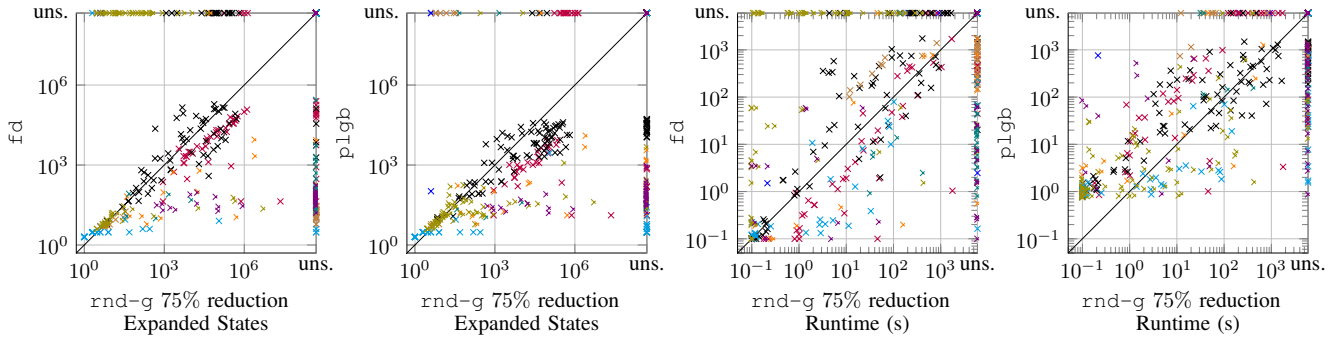 uns.
fd
10^6
10^3
10^0
10^0 10^3 10^6 uns.
rnd-g 75% reduction
Expanded States
uns.
plgb
10^6
10^3
10^0
10^0 10^3 10^6 uns.
rnd-g 75% reduction
Expanded States
uns.
fd
10^3
10^2
10^1
10^0
10^−1
10^−1 10^0 10^1 10^2 10^3 uns.
rnd-g 75% reduction
Runtime (s)
uns.
plgb
10^3
10^2
10^1
10^0
10^−1
10^−1 10^0 10^1 10^2 10^3 uns.
rnd-g 75% reduction
Runtime (s)